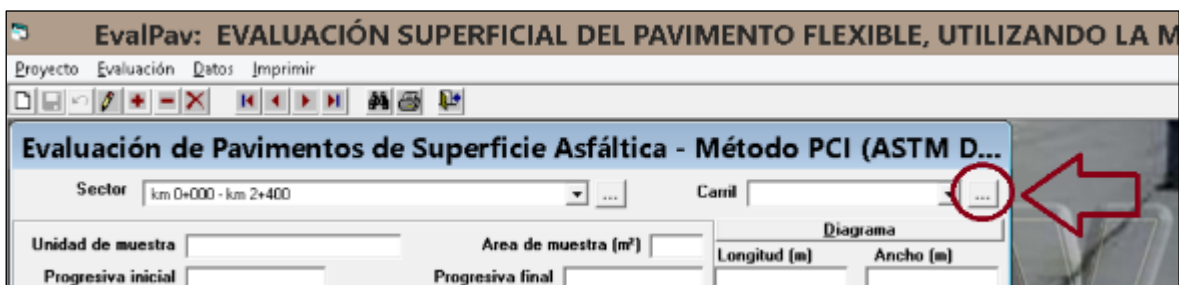 EvalPav: EVALUACIÓN SUPERFICIAL DEL PAVIMENTO FLEXIBLE, UTILIZANDO LA M
Proyecto Evaluación Datos Imprimir
Evaluación de Pavimentos de Superficie Asfáltica - Método PCI (ASTM D...
Sector km 0+000 - km 2+400 ... Carril ...
Diagrama
Unidad de muestra Area de muestra (m²) Longitud (m) Ancho (m)
Progresiva inicial Progresiva final